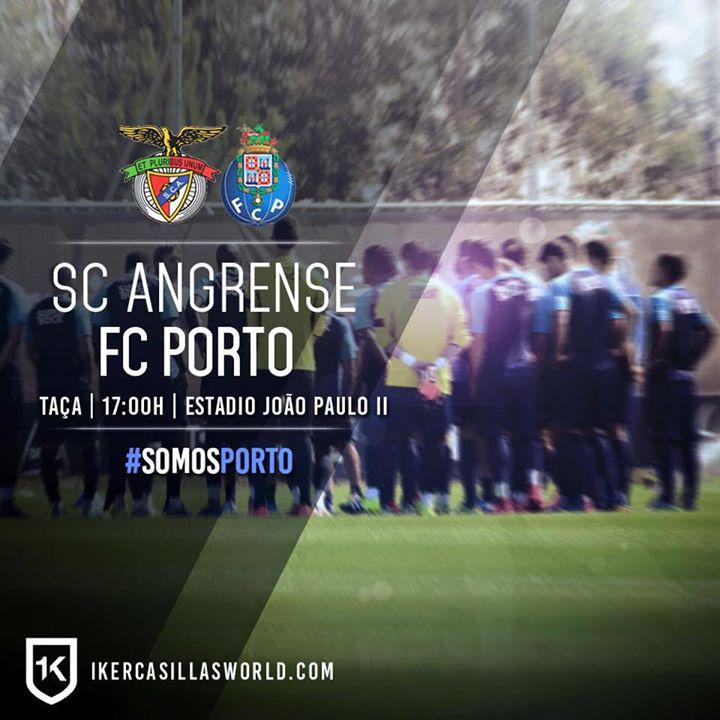 ET PLURIBUS UNUM
S.C.A.
FCP
SC ANGRENSE
FC PORTO
TAÇA | 17:00H | ESTADIO JOÃO PAULO II
#SOMOSPORTO
1K IKERCASILLASWORLD.COM